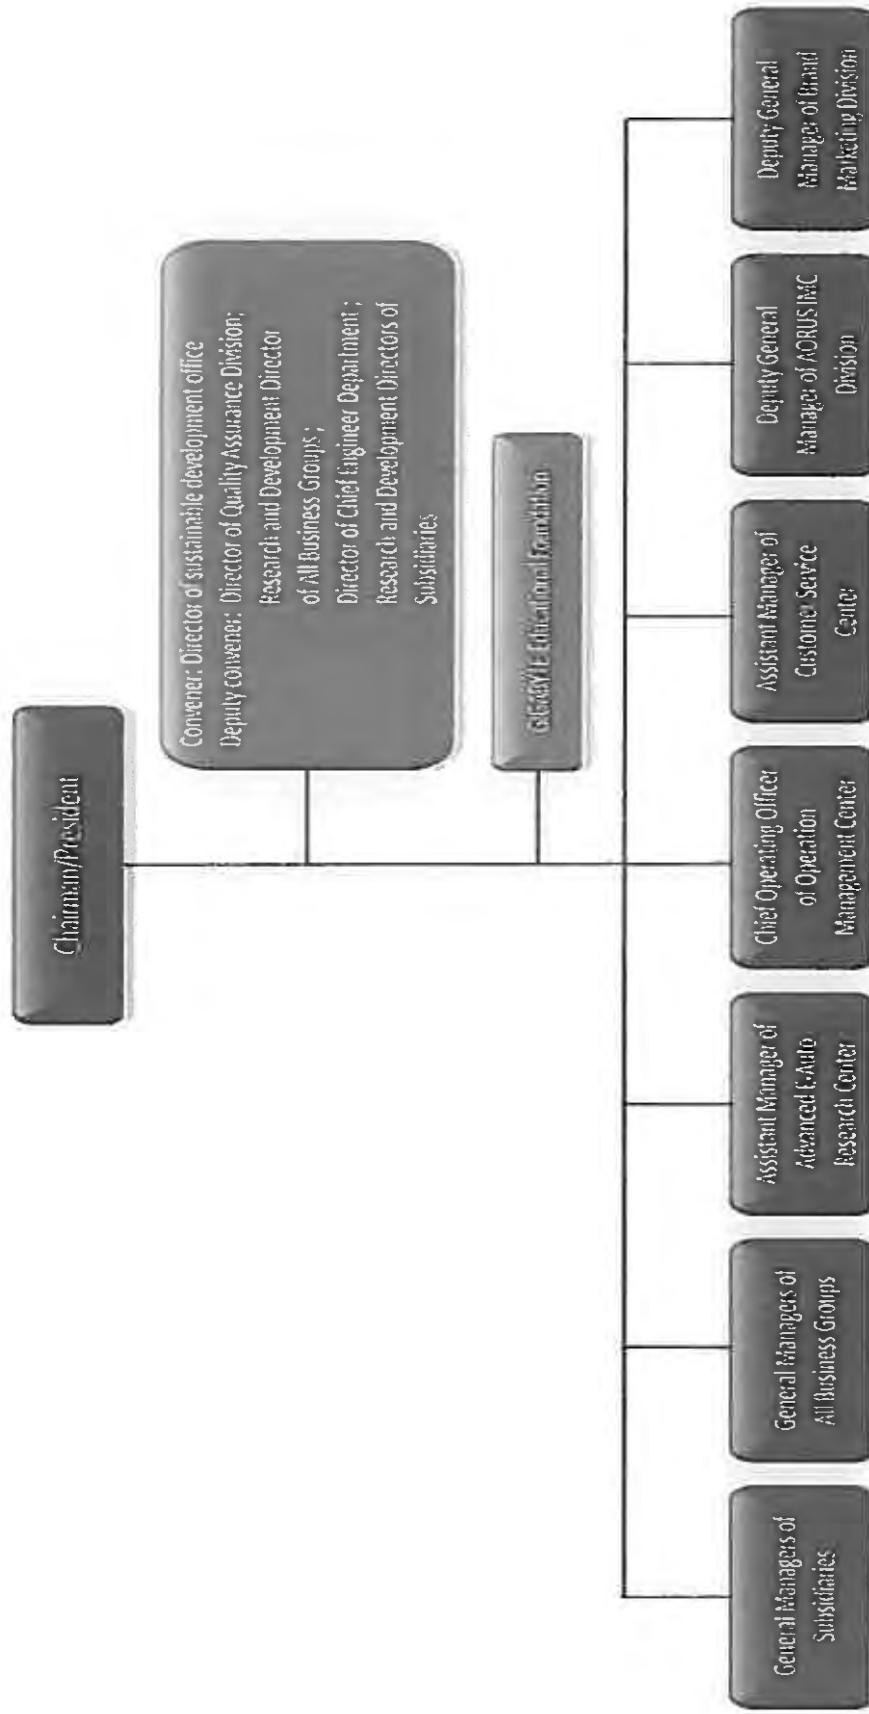 Chairman/President
Convener: Director of sustainable development office
Deputy convener: Director of Quality Assurance Division;
Research and Development Director
of All Business Groups ;
Director of Chief Engineer Department ;
Research and Development Directors of
Subsidiaries
GIGABYTE Educational Foundation
General Managers of
Subsidiaries
General Managers of
All Business Groups
Assistant Manager of
Advanced E-Auto
Research Center
Chief Operating Officer
of Operation
Management Center
Assistant Manager of
Customer Service
Center
Deputy General
Manager of AORUS IMC
Division
Deputy General
Manager of Brand
Marketing Division